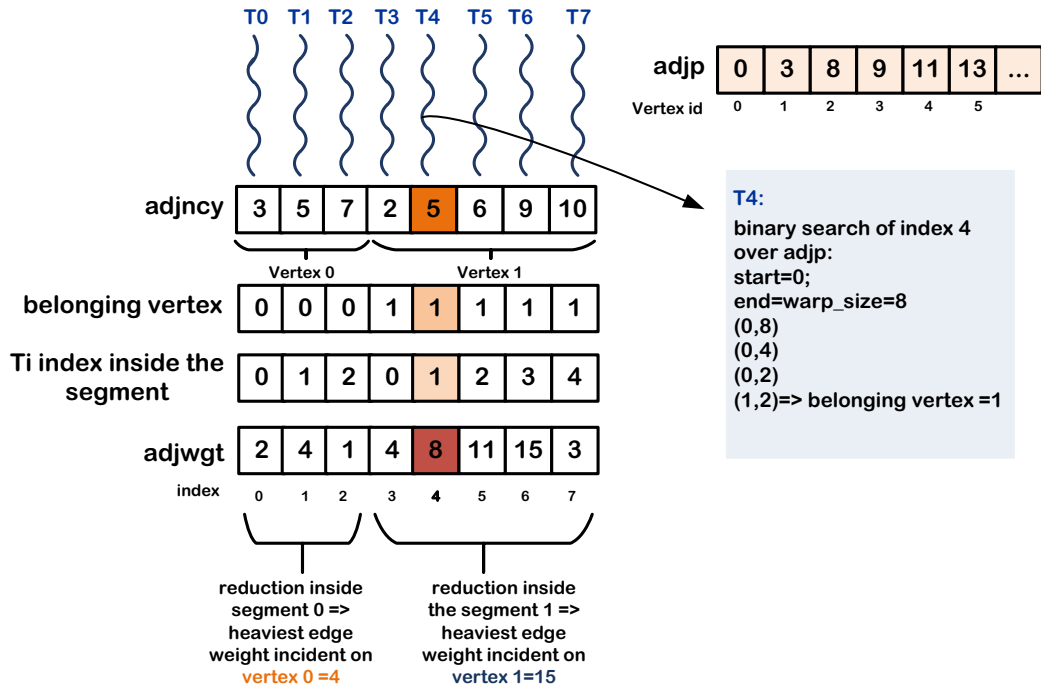 T0 T1 T2 T3 T4 T5 T6 T7
adjp 0 3 8 9 11 13 ...
Vertex id 0 1 2 3 4 5
adjncy 3 5 7 2 5 6 9 10
Vertex 0 Vertex 1
belonging vertex 0 0 0 1 1 1 1 1
Ti index inside the
segment
0 1 2 0 1 2 3 4
adjwgt 2 4 1 4 8 11 15 3
index 0 1 2 3 4 5 6 7
reduction inside
segment 0 =>
heaviest edge
weight incident on
vertex 0 =4
reduction inside
the segment 1 =>
heaviest edge
weight incident on
vertex 1=15
T4:
binary search of index 4
over adjp:
start=0;
end=warp_size=8
(0,8)
(0,4)
(0,2)
(1,2)=> belonging vertex =1